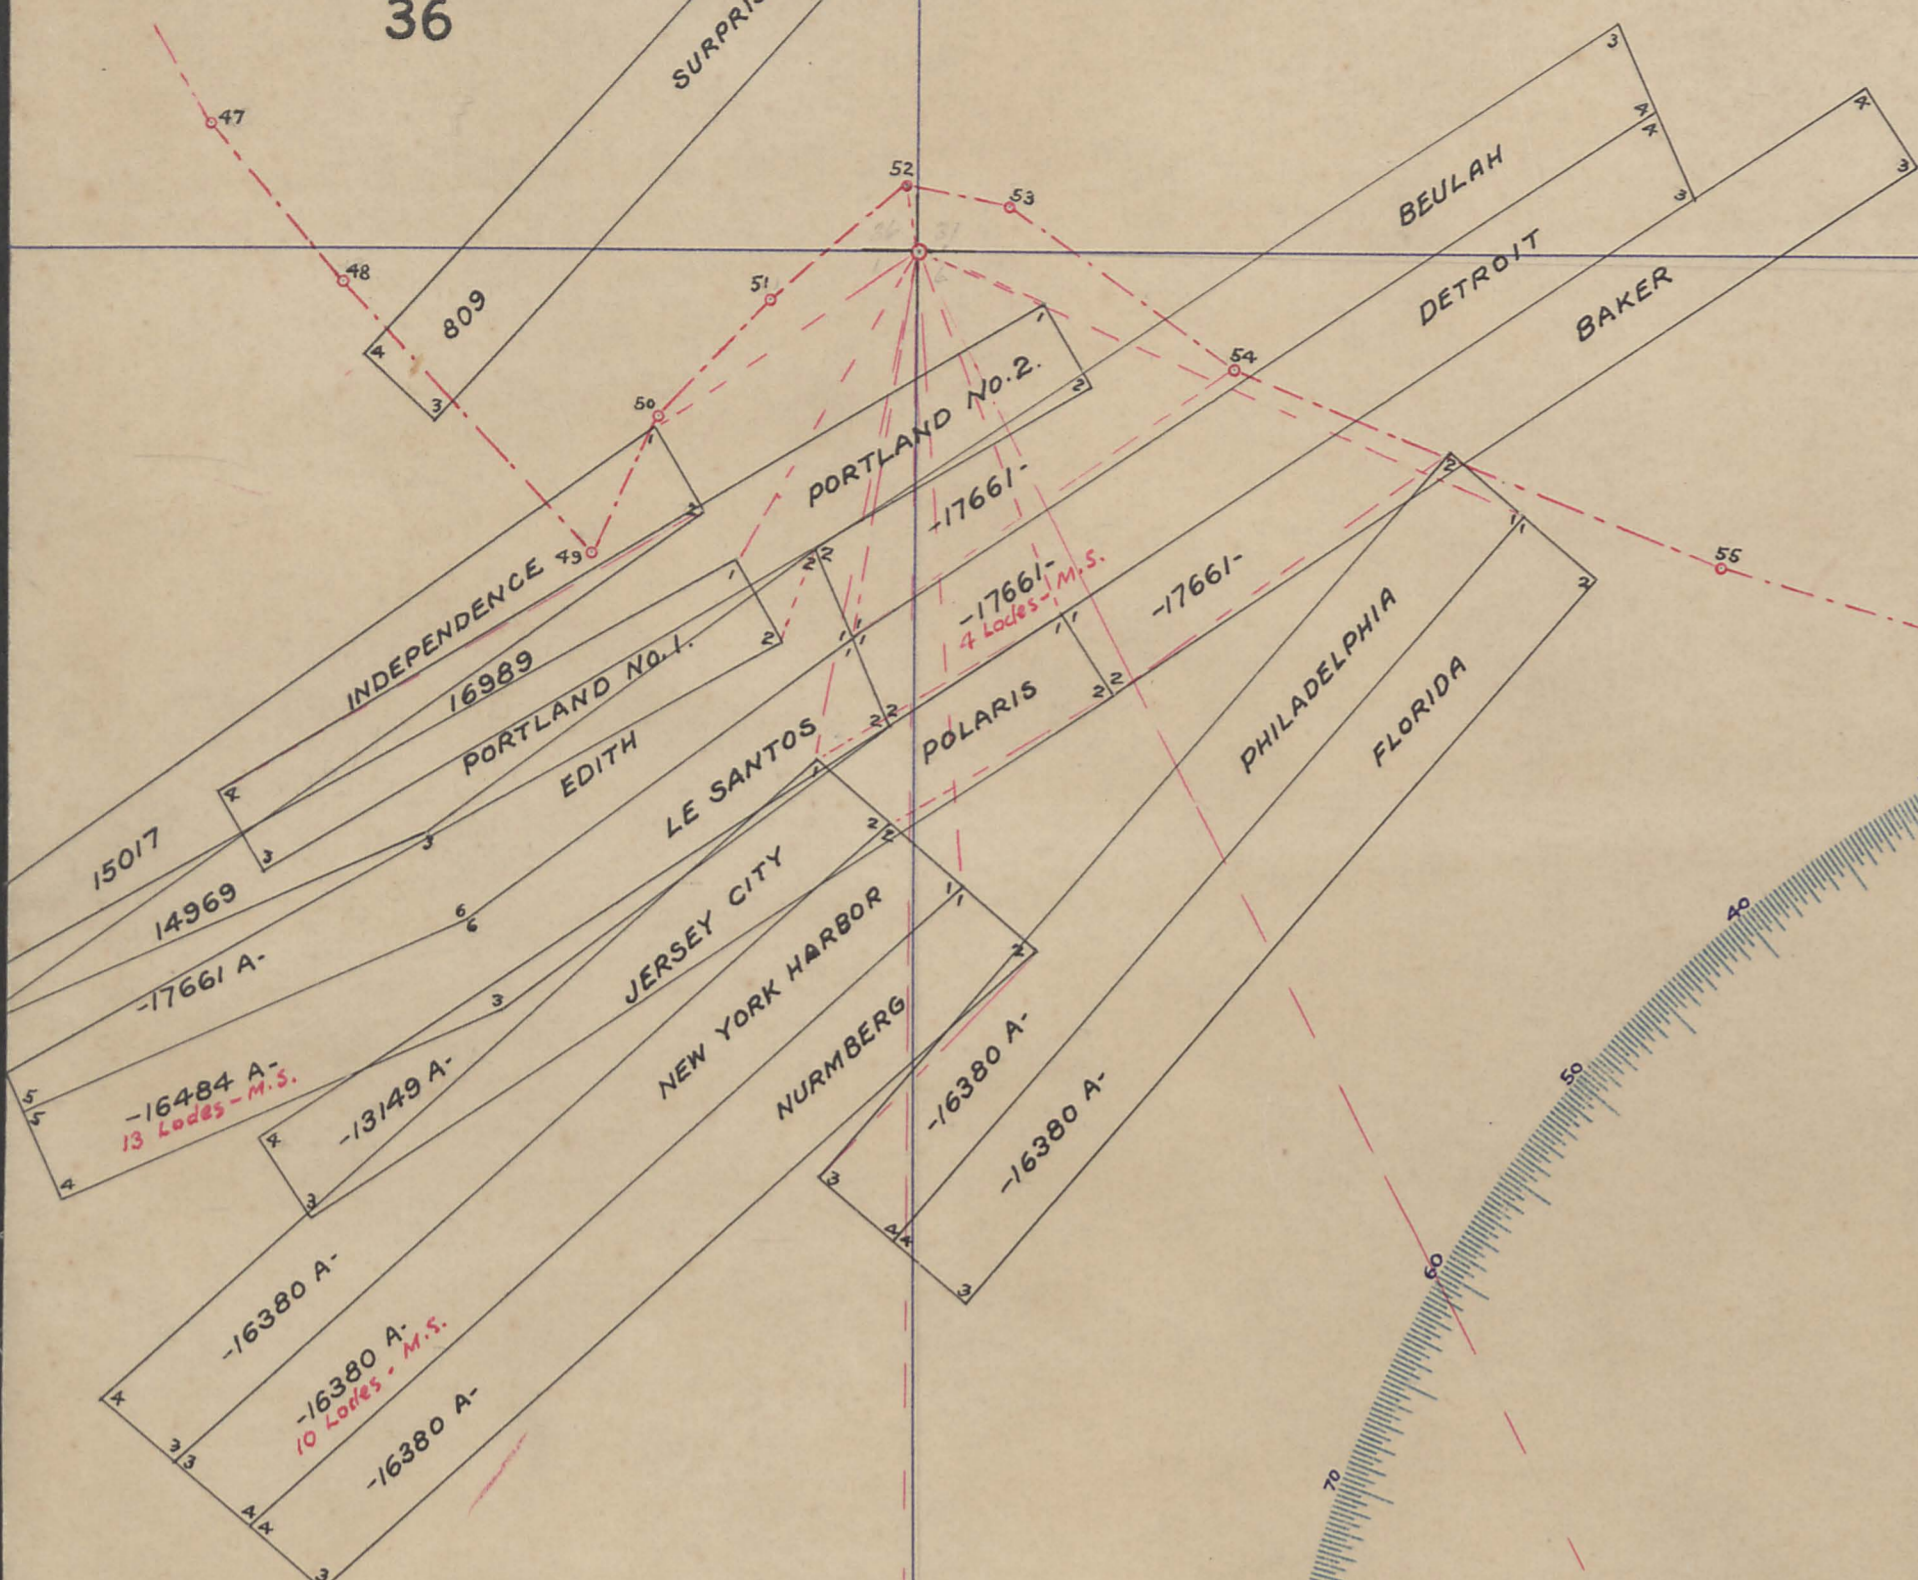 36
SURPRIS
809
47
48
49
50
51
52
53
54
55
BEULAH
DETROIT
BAKER
PORTLAND No.2.
-17661-
-17661-
4 Lodes-M.S.
-17661-
INDEPENDENCE
15017
16989
PORTLAND No.1.
14969
EDITH
-17661 A-
LE SANTOS
-16484 A-
13 Lodes-M.S.
POLARIS
JERSEY CITY
-13149 A-
NEW YORK HARBOR
-16380 A-
NURMBERG
-16380 A-
10 Lodes-M.S.
-16380 A-
PHILADELPHIA
-16380 A-
FLORIDA
-16380 A-
40
50
60
70